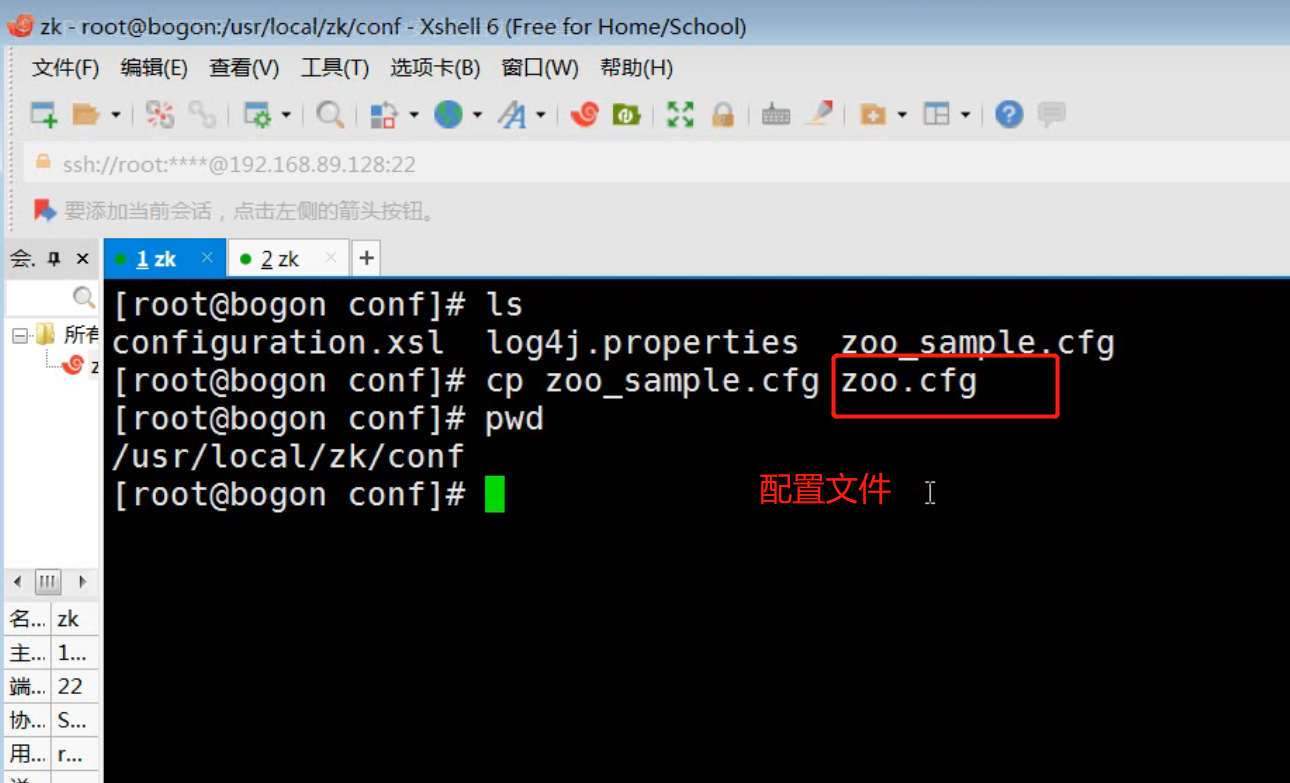 zk - root@bogon:/usr/local/zk/conf - Xshell 6 (Free for Home/School)
文件(F) 编辑(E) 查看(V) 工具(T) 选项卡(B) 窗口(W) 帮助(H)
ssh://root:****@192.168.89.128:22
要添加当前会话，点击左侧的箭头按钮。
会. 1 zk 2 zk +
[root@bogon conf]# ls
configuration.xsl log4j.properties zoo_sample.cfg
[root@bogon conf]# cp zoo_sample.cfg zoo.cfg
[root@bogon conf]# pwd
/usr/local/zk/conf
[root@bogon conf]#
配置文件
所有
z
名... zk
主... 1...
端... 22
协... S...
用... r...